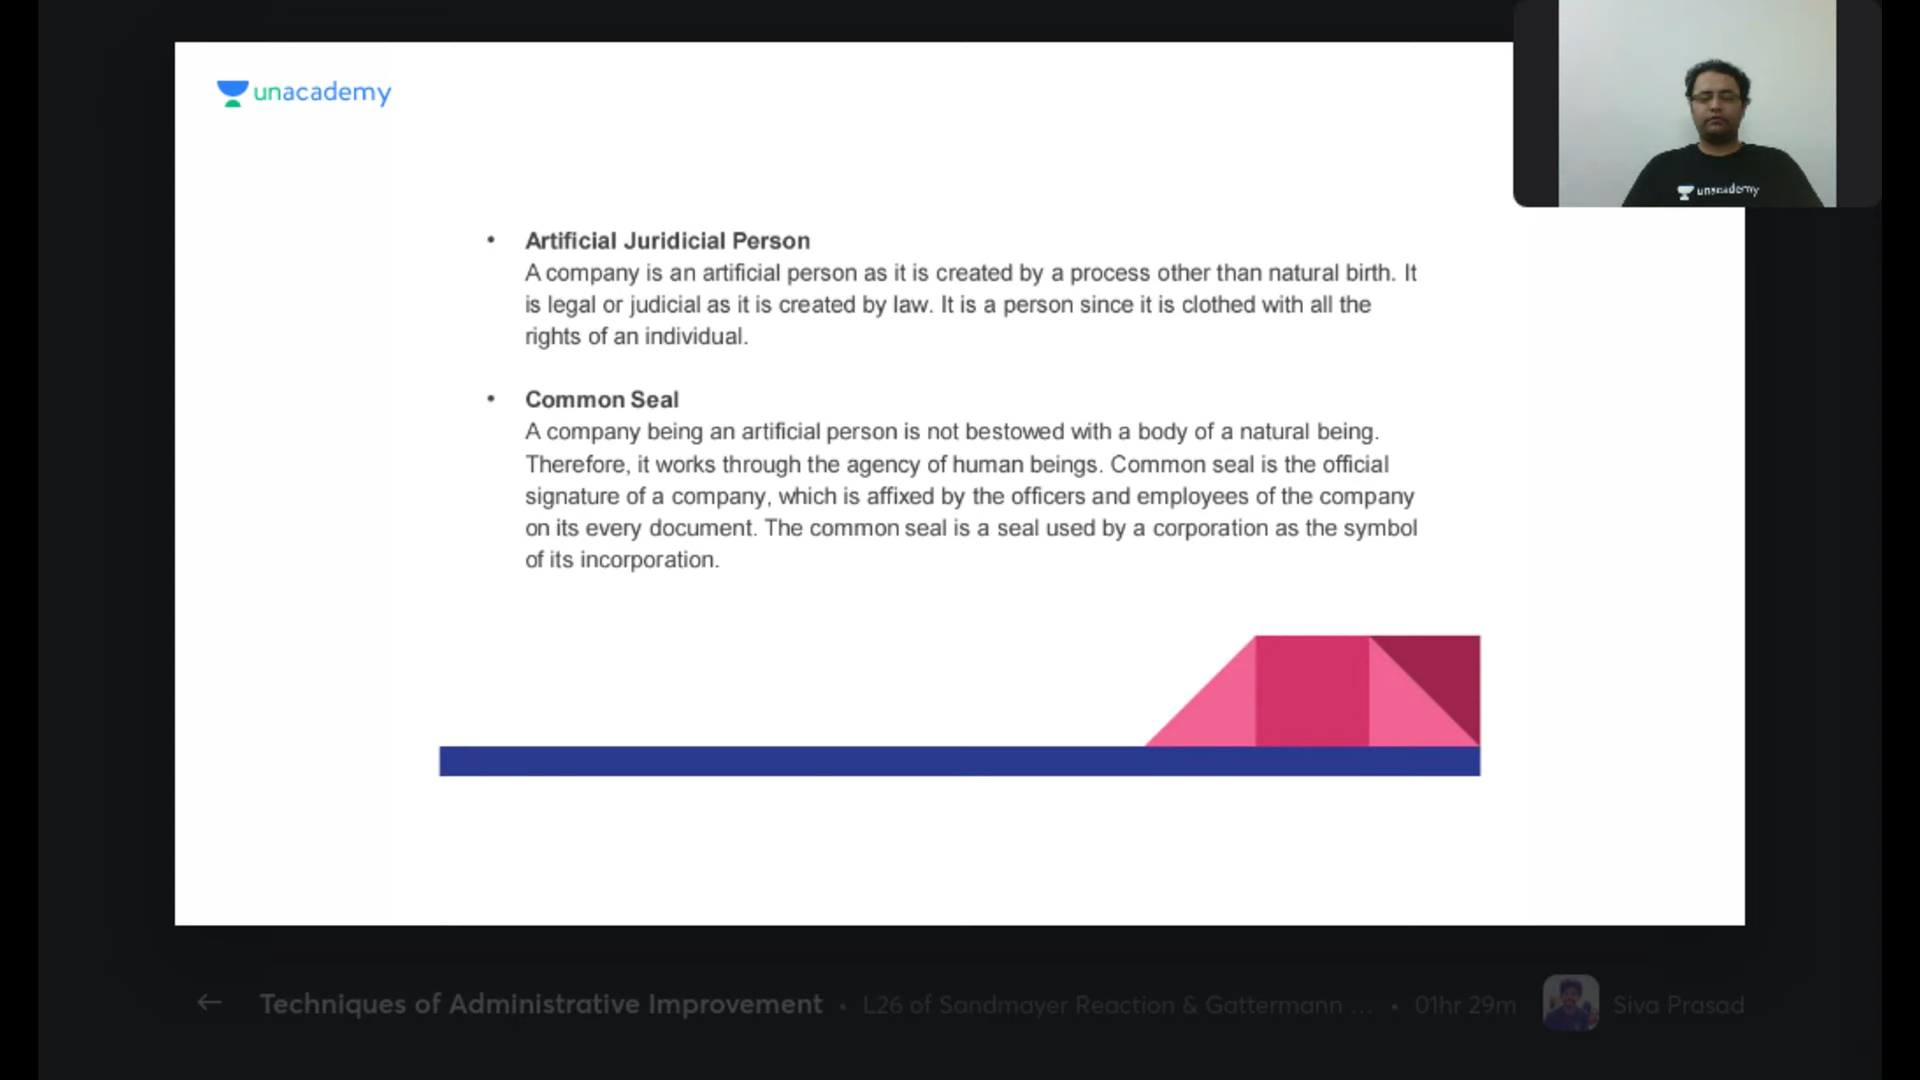 unacademy
unacademy
• Artificial Juridicial Person
A company is an artificial person as it is created by a process other than natural birth. It
is legal or judicial as it is created by law. It is a person since it is clothed with all the
rights of an individual.
• Common Seal
A company being an artificial person is not bestowed with a body of a natural being.
Therefore, it works through the agency of human beings. Common seal is the official
signature of a company, which is affixed by the officers and employees of the company
on its every document. The common seal is a seal used by a corporation as the symbol
of its incorporation.
Techniques of Administrative Improvement • L26 of Sandmayer Reaction & Gattermann ... • 01hr 29m Siva Prasad